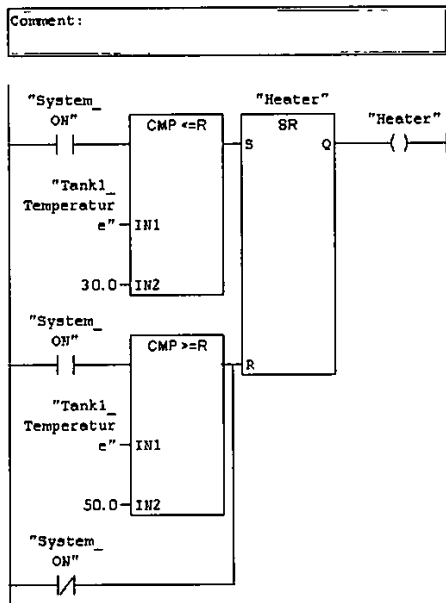 Comment:
"System_
ON"
CMP <=R
"Heater"
SR
S
Q
"Heater"
"Tank1_
Temperatur
e"
IN1
30.0
IN2
"System_
ON"
CMP >=R
R
"Tank1_
Temperatur
e"
IN1
50.0
IN2
"System_
ON"